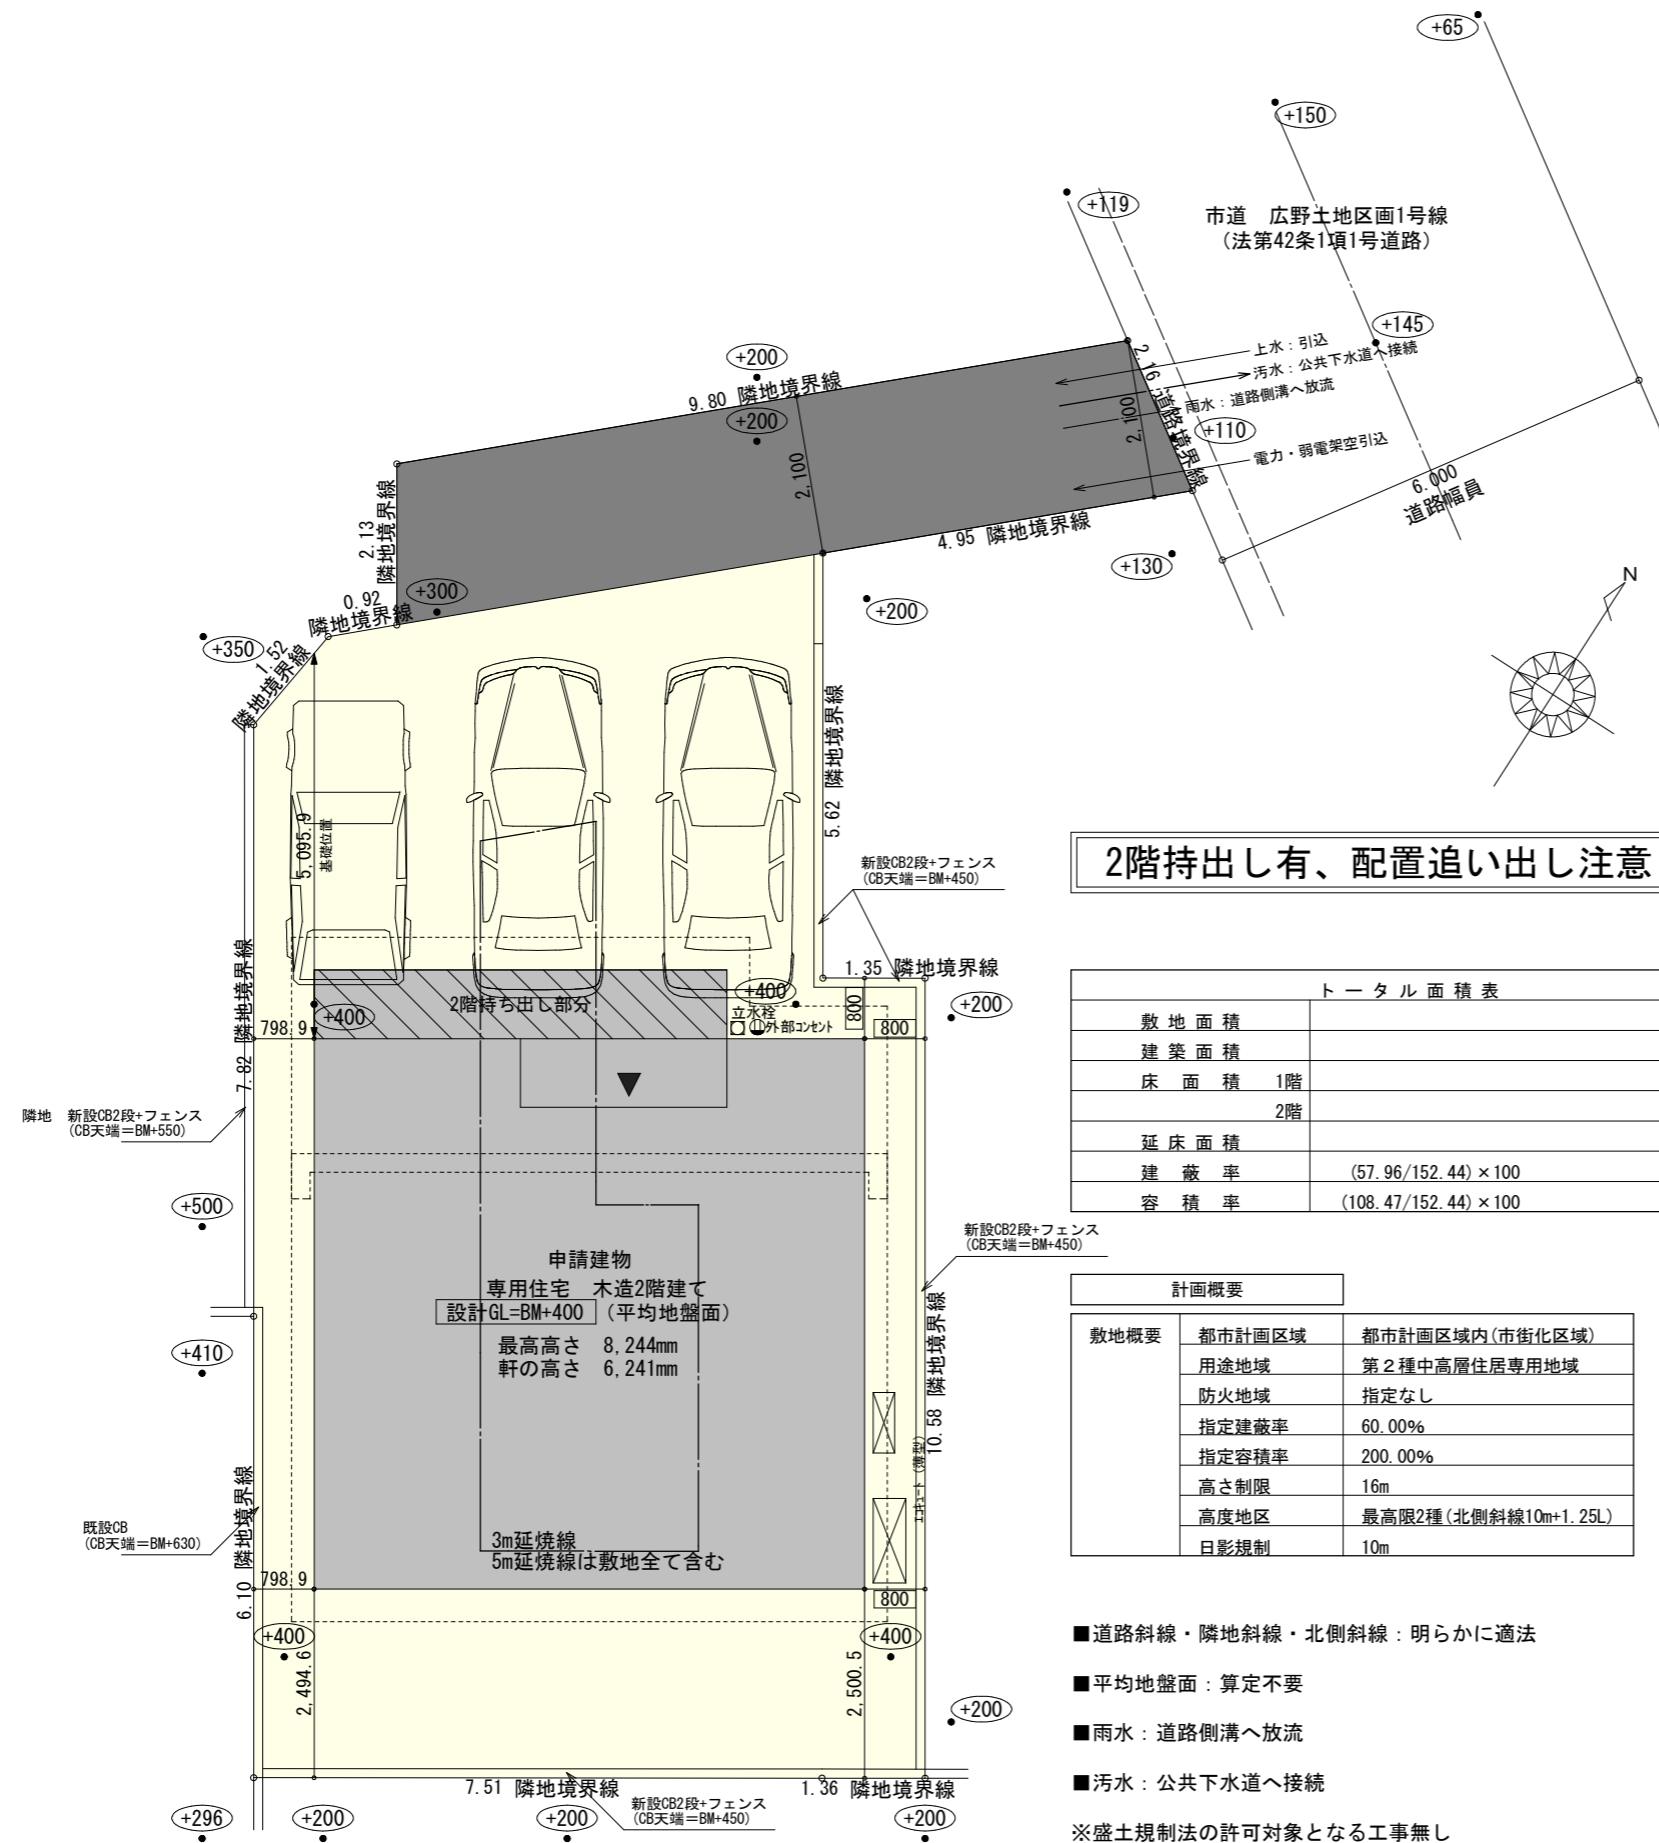 +65
+150
+119
市道　広野土地区画1号線
(法第42条1項1号道路)
+145
+200
上水：引込
汚水：公共下水道へ接続
9.80 隣地境界線
2.16 道路境界線
雨水：道路側溝へ放流
+200
2,100
+110
2,100
電力・弱電架空引込
6.000
道路幅員
2.13
隣地境界線
4.95 隣地境界線
+130
N
0.92
隣地境界線
+300
+200
+350
1.52
隣地境界線
5.62 隣地境界線
5,095.9
基礎位置
新設CB2段+フェンス
(CB天端=BM+450)
2階持出し有、配置追い出し注意
7.82 隣地境界線
1.35 隣地境界線
+400
2階持ち出し部分
+400
800
立水栓
外部コンセント
800
+200
798.9
トータル面積表
敷地面積
建築面積
床面積 1階
2階
延床面積
建蔽率 (57.96/152.44)×100
容積率 (108.47/152.44)×100
隣地　新設CB2段+フェンス
(CB天端=BM+550)
+500
新設CB2段+フェンス
(CB天端=BM+450)
申請建物
専用住宅　木造2階建て
設計GL=BM+400 (平均地盤面)
最高高さ 8,244mm
軒の高さ 6,241mm
+410
10.58 隣地境界線
計画概要
敷地概要 都市計画区域 都市計画区域内(市街化区域)
用途地域 第２種中高層住居専用地域
防火地域 指定なし
指定建蔽率 60.00%
指定容積率 200.00%
高さ制限 16m
高度地区 最高限2種(北側斜線10m+1.25L)
日影規制 10m
エコキュート(薄型)
既設CB
(CB天端=BM+630)
6.10 隣地境界線
3m延焼線
5m延焼線は敷地全て含む
798.9
800
+400
+400
2,494.6
2,500.5
+200
■道路斜線・隣地斜線・北側斜線：明らかに適法
■平均地盤面：算定不要
■雨水：道路側溝へ放流
■汚水：公共下水道へ接続
※盛土規制法の許可対象となる工事無し
7.51 隣地境界線
1.36 隣地境界線
新設CB2段+フェンス
(CB天端=BM+450)
+296
+200
+200
+200